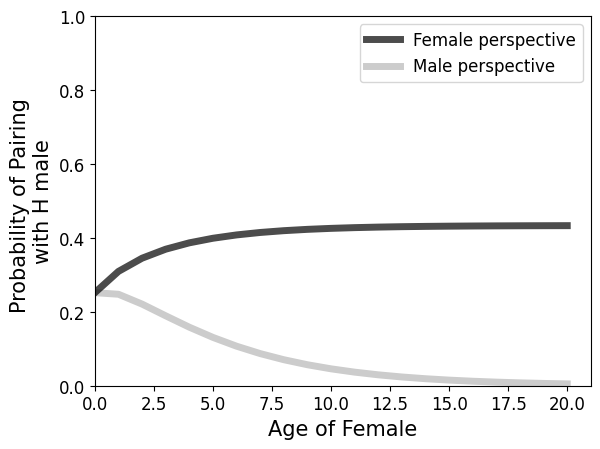 Female perspective
Male perspective
Probability of Pairing
with H male
1.0
0.8
0.6
0.4
0.2
0.0
0.0 2.5 5.0 7.5 10.0 12.5 15.0 17.5 20.0
Age of Female